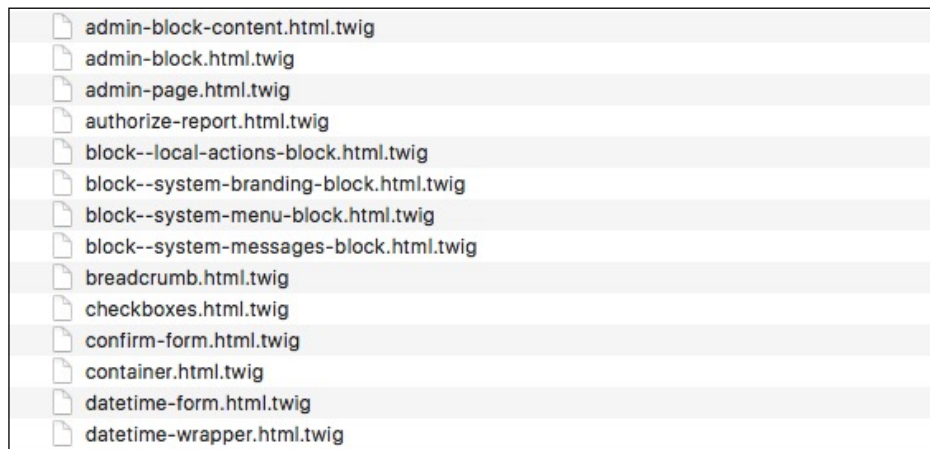 admin-block-content.html.twig
admin-block.html.twig
admin-page.html.twig
authorize-report.html.twig
block--local-actions-block.html.twig
block--system-branding-block.html.twig
block--system-menu-block.html.twig
block--system-messages-block.html.twig
breadcrumb.html.twig
checkboxes.html.twig
confirm-form.html.twig
container.html.twig
datetime-form.html.twig
datetime-wrapper.html.twig